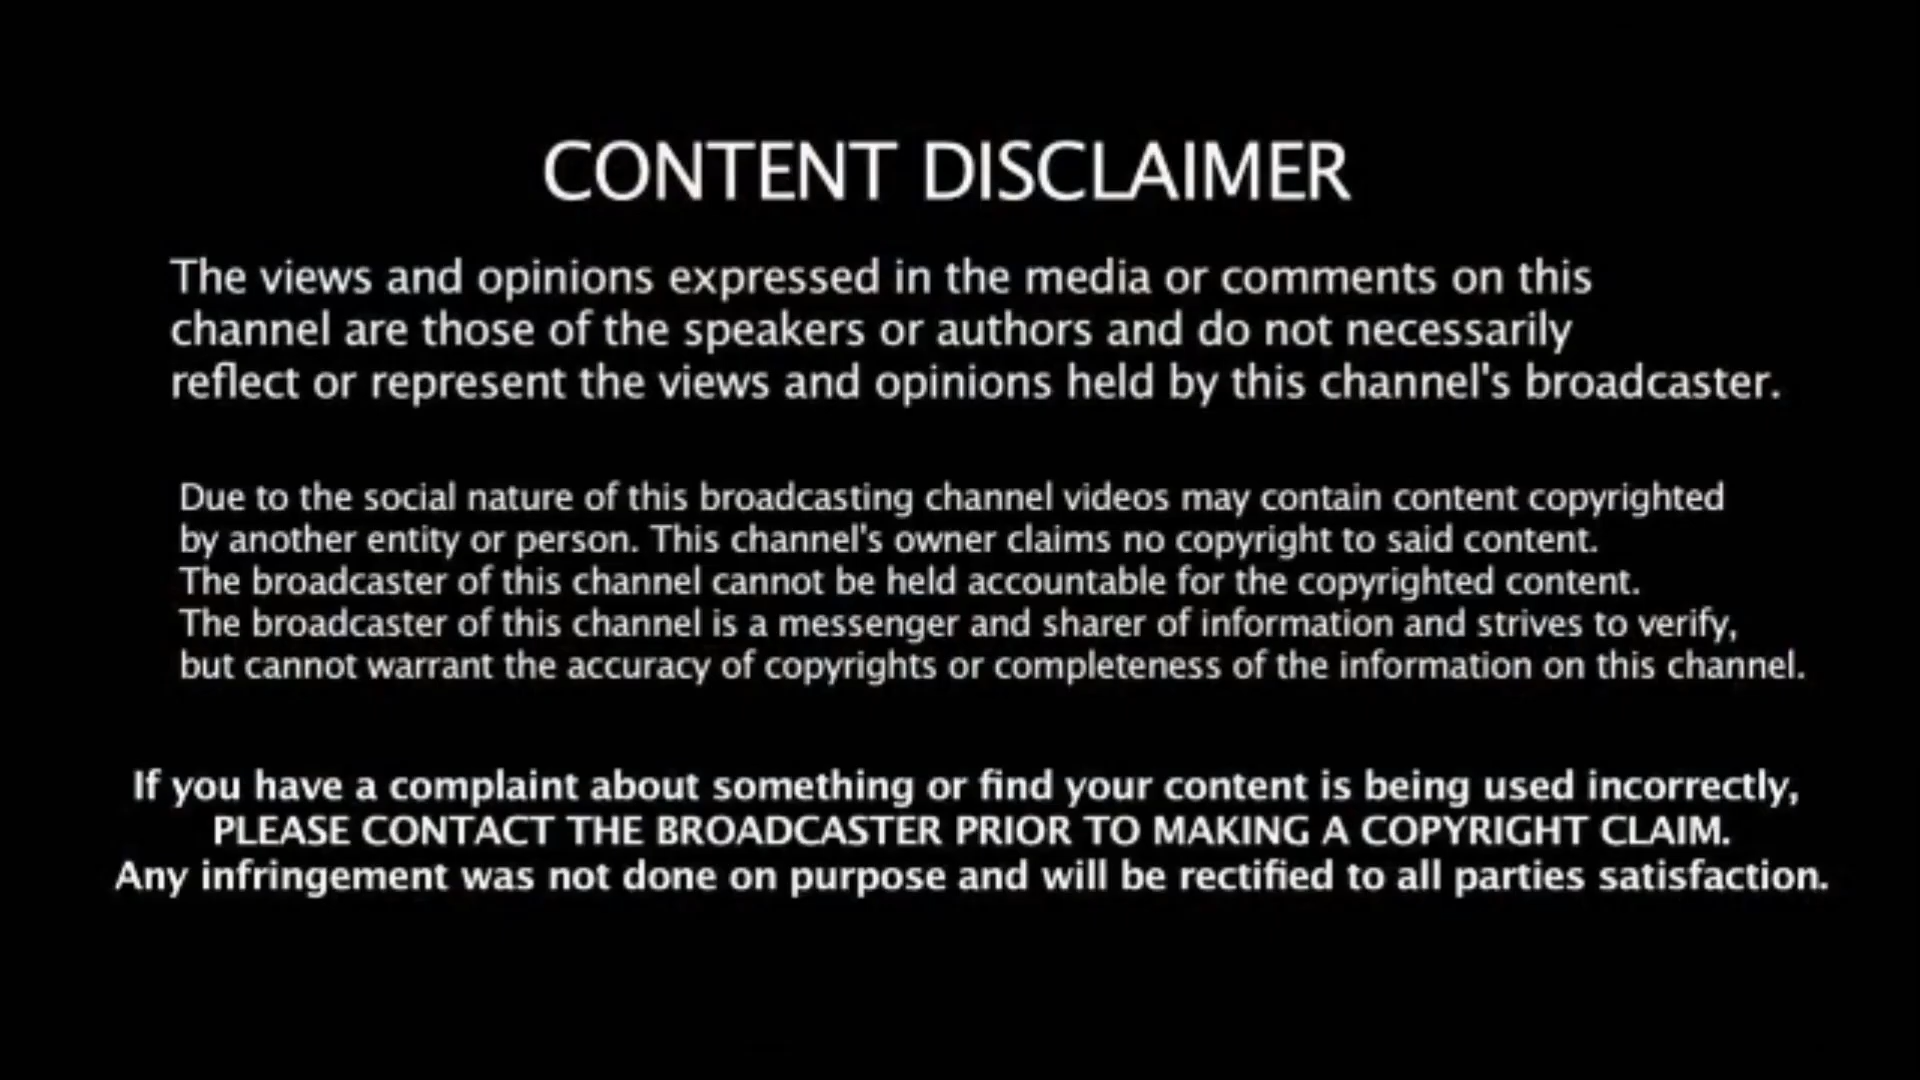 CONTENT DISCLAIMER
The views and opinions expressed in the media or comments on this
channel are those of the speakers or authors and do not necessarily
reflect or represent the views and opinions held by this channel's broadcaster.
Due to the social nature of this broadcasting channel videos may contain content copyrighted
by another entity or person. This channel's owner claims no copyright to said content.
The broadcaster of this channel cannot be held accountable for the copyrighted content.
The broadcaster of this channel is a messenger and sharer of information and strives to verify,
but cannot warrant the accuracy of copyrights or completeness of the information on this channel.
If you have a complaint about something or find your content is being used incorrectly,
PLEASE CONTACT THE BROADCASTER PRIOR TO MAKING A COPYRIGHT CLAIM.
Any infringement was not done on purpose and will be rectified to all parties satisfaction.